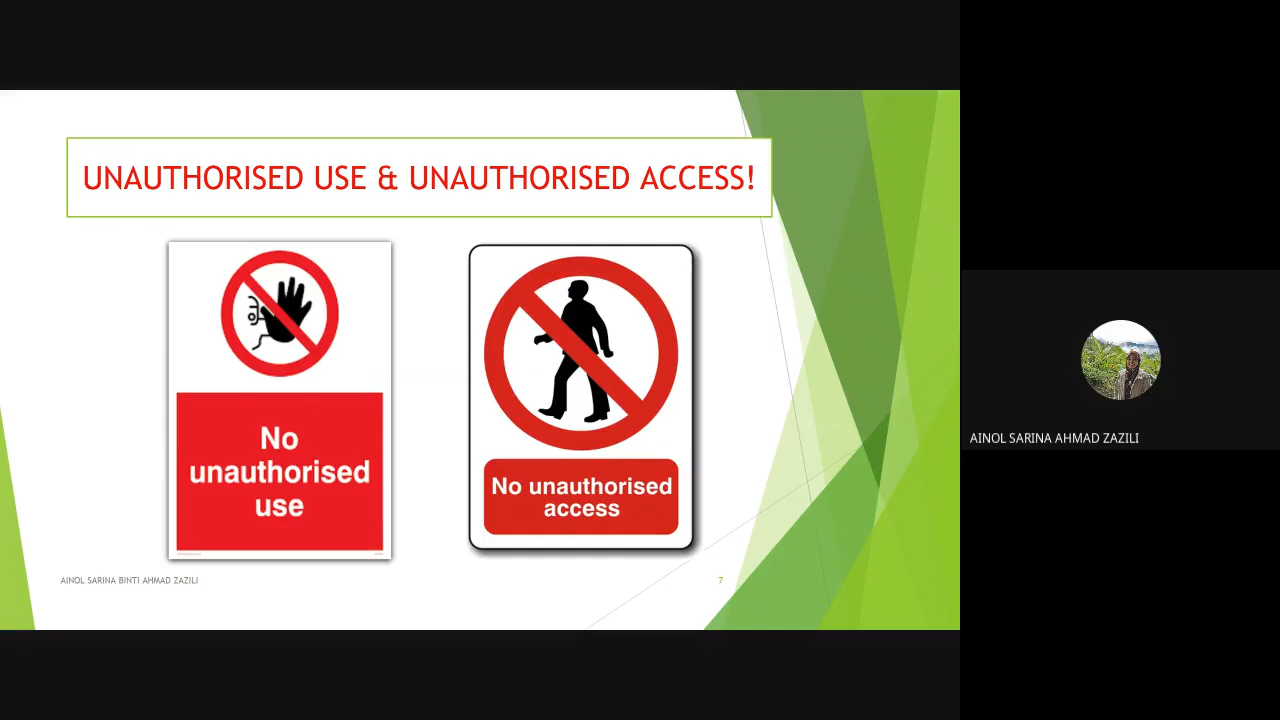 UNAUTHORISED USE & UNAUTHORISED ACCESS!
No
unauthorised
use
No unauthorised
access
AINOL SARINA BINTI AHMAD ZAZILI
7
AINOL SARINA AHMAD ZAZILI